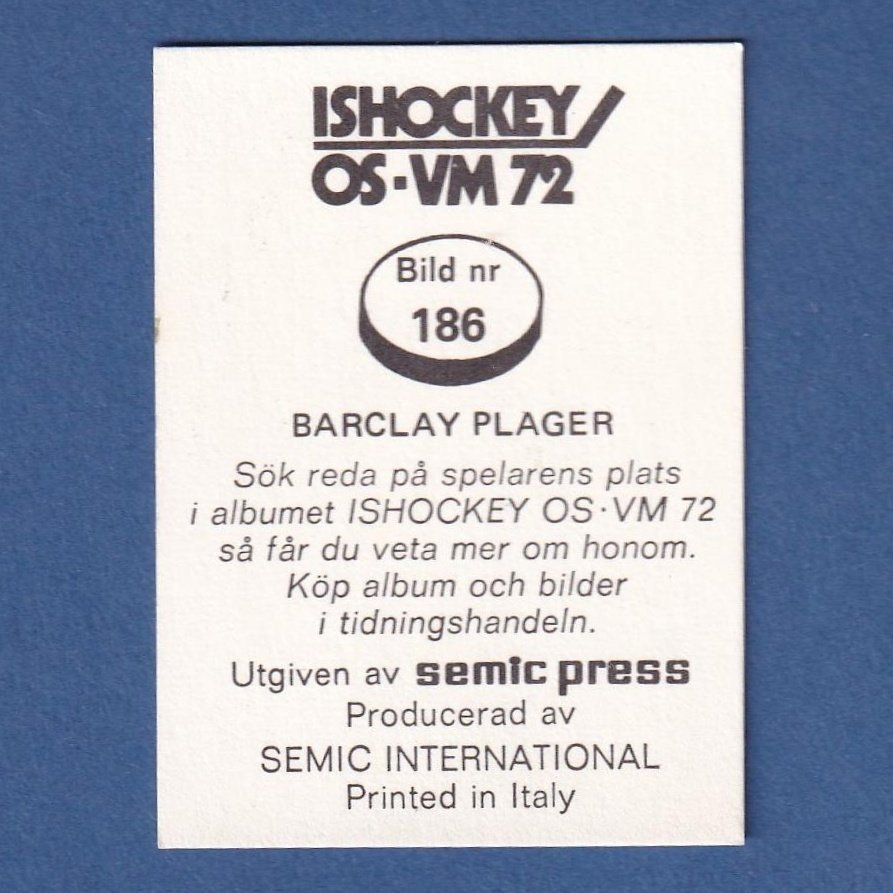 ISHOCKEY
OS·VM 72
Bild nr
186
BARCLAY PLAGER
Sök reda på spelarens plats
i albumet ISHOCKEY OS·VM 72
så får du veta mer om honom.
Köp album och bilder
i tidningshandeln.
Utgiven av semic press
Producerad av
SEMIC INTERNATIONAL
Printed in Italy